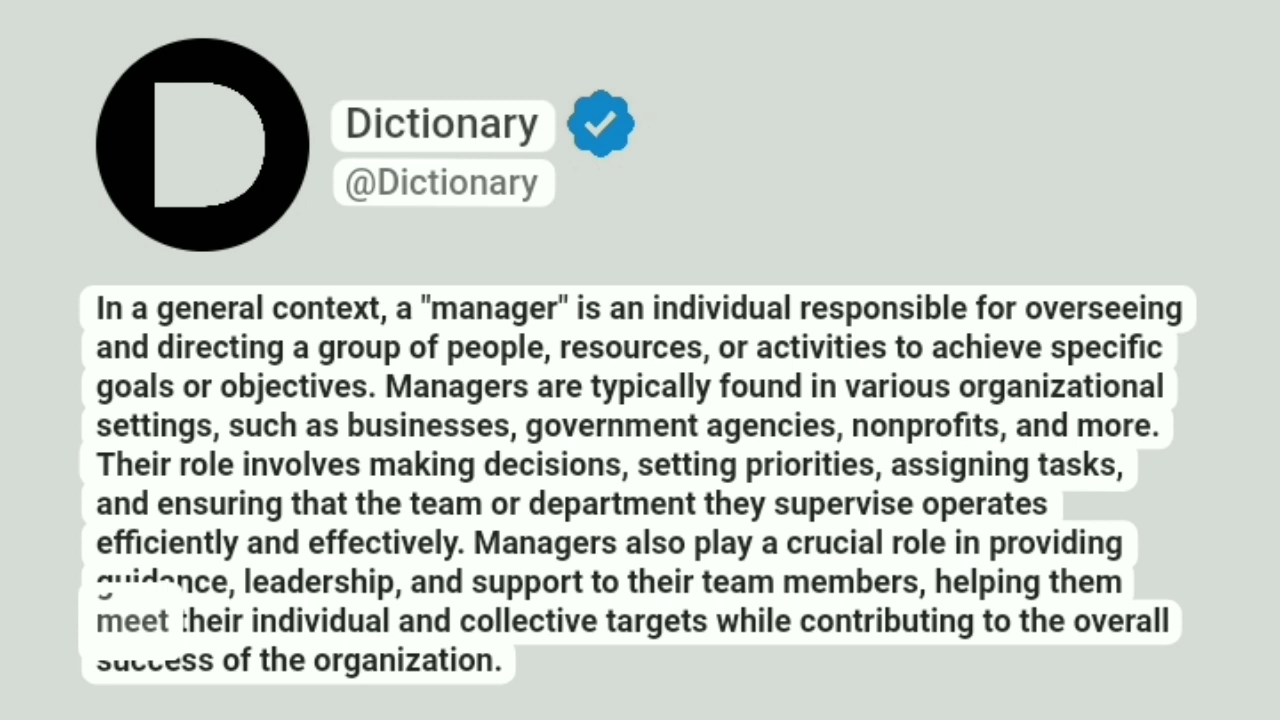 D
Dictionary
@Dictionary
In a general context, a "manager" is an individual responsible for overseeing
and directing a group of people, resources, or activities to achieve specific
goals or objectives. Managers are typically found in various organizational
settings, such as businesses, government agencies, nonprofits, and more.
Their role involves making decisions, setting priorities, assigning tasks,
and ensuring that the team or department they supervise operates
efficiently and effectively. Managers also play a crucial role in providing
guidance, leadership, and support to their team members, helping them
meet their individual and collective targets while contributing to the overall
success of the organization.